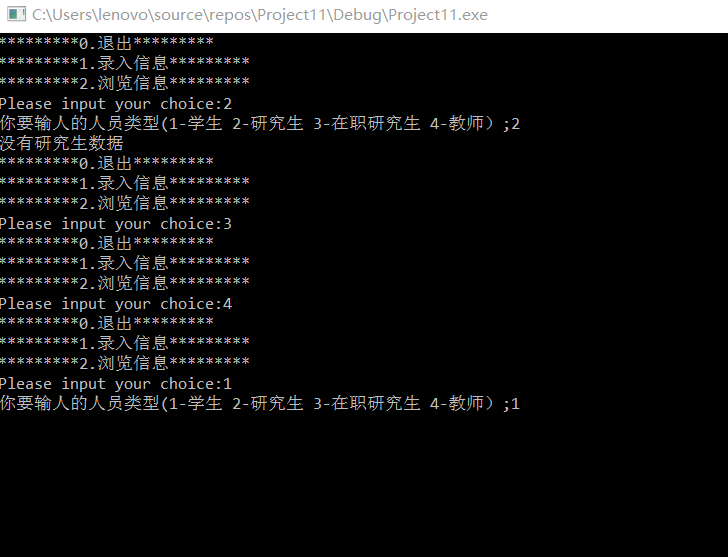 C:\Users\lenovo\source\repos\Project11\Debug\Project11.exe
*********0.退出*********
*********1.录入信息*********
*********2.浏览信息*********
Please input your choice:2
你要输人的人员类型(1-学生 2-研究生 3-在职研究生 4-教师）;2
没有研究生数据
*********0.退出*********
*********1.录入信息*********
*********2.浏览信息*********
Please input your choice:3
*********0.退出*********
*********1.录入信息*********
*********2.浏览信息*********
Please input your choice:4
*********0.退出*********
*********1.录入信息*********
*********2.浏览信息*********
Please input your choice:1
你要输人的人员类型(1-学生 2-研究生 3-在职研究生 4-教师）;1